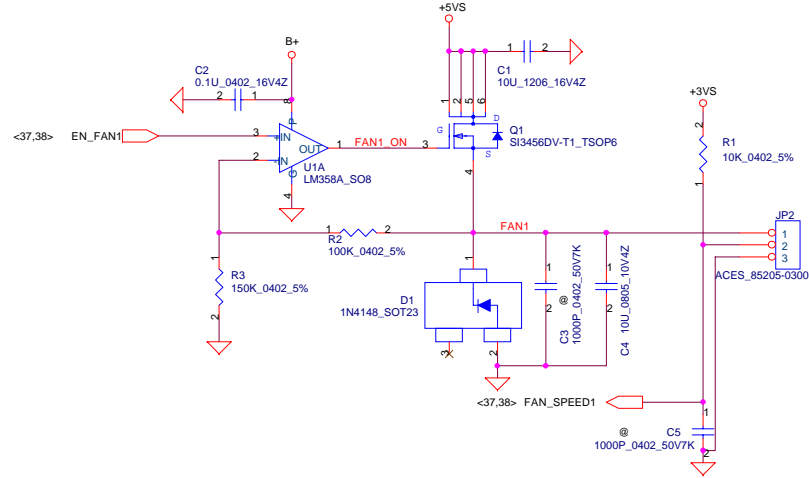 +5VS
B+
C2
0.1U_0402_16V4Z
2
1
8
1
2
C1
10U_1206_16V4Z
1
2
5
6
+3VS
2
R1
10K_0402_5%
1
<37,38>
EN_FAN1
3
+IN
P
OUT
1
FAN1_ON
3
G
D
S
Q1
SI3456DV-T1_TSOP6
2
-IN
G
4
U1A
LM358A_SO8
4
JP2
1
2
3
ACES_85205-0300
1
R2
2
100K_0402_5%
FAN1
1
R3
150K_0402_5%
2
1
D1
1N4148_SOT23
3
2
1
2
@
C3
1000P_0402_50V7K
1
2
C4
10U_0805_10V4Z
<37,38>
FAN_SPEED1
1
@
C5
1000P_0402_50V7K
2